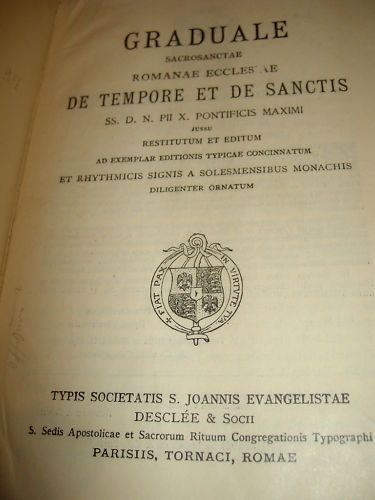 GRADUALE
SACROSANCTAE
ROMANAE ECCLESIAE
DE TEMPORE ET DE SANCTIS
SS. D. N. PII X. PONTIFICIS MAXIMI
JUSSU
RESTITUTUM ET EDITUM
AD EXEMPLAR EDITIONIS TYPICAE CONCINNATUM
ET RHYTHMICIS SIGNIS A SOLESMENSIBUS MONACHIS
DILIGENTER ORNATUM
FIAT PAX IN VIRTVTE TVA
TYPIS SOCIETATIS S. JOANNIS EVANGELISTAE
DESCLÉE & SOCII
S. Sedis Apostolicae et Sacrorum Rituum Congregationis Typographi
PARISIIS, TORNACI, ROMAE